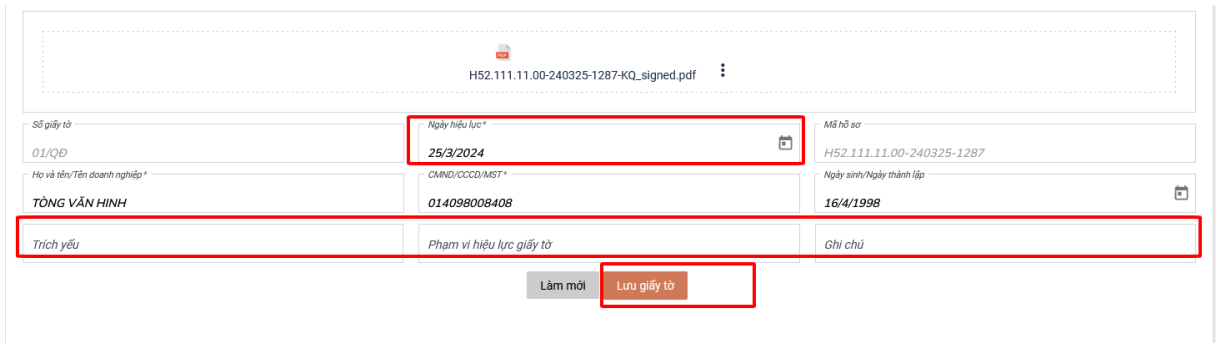 PDF
H52.111.11.00-240325-1287-KQ_signed.pdf
Số giấy tờ
Ngày hiệu lực *
Mã hồ sơ
01/QĐ
25/3/2024
H52.111.11.00-240325-1287
Họ và tên/Tên doanh nghiệp *
CMND/CCCD/MST *
Ngày sinh/Ngày thành lập
TÒNG VĂN HINH
014098008408
16/4/1998
Trích yếu
Phạm vi hiệu lực giấy tờ
Ghi chú
Làm mới
Lưu giấy tờ